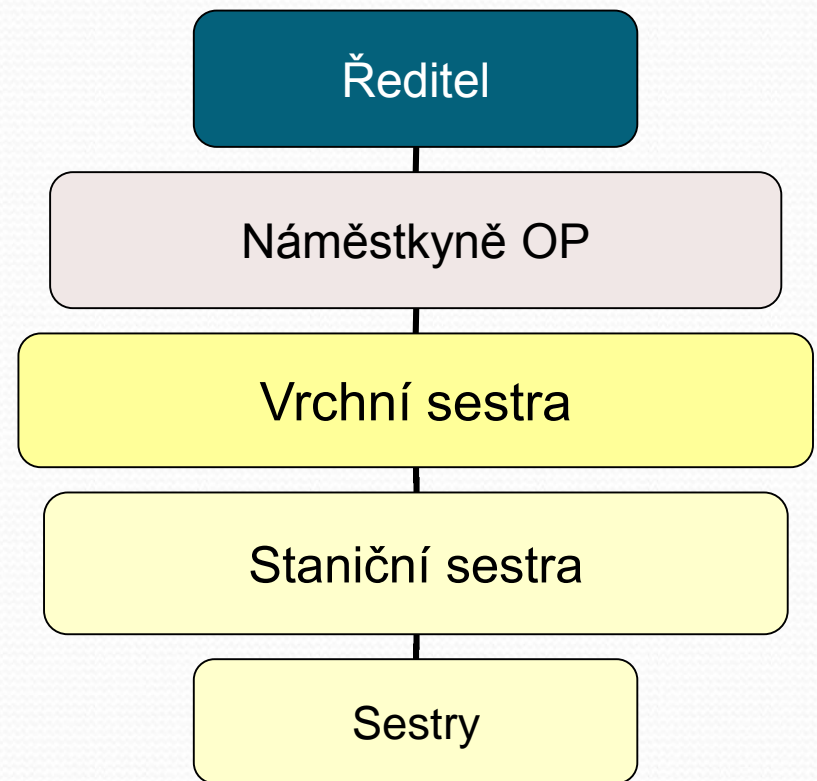 Ředitel
Náměstkyně OP
Vrchní sestra
Staniční sestra
Sestry